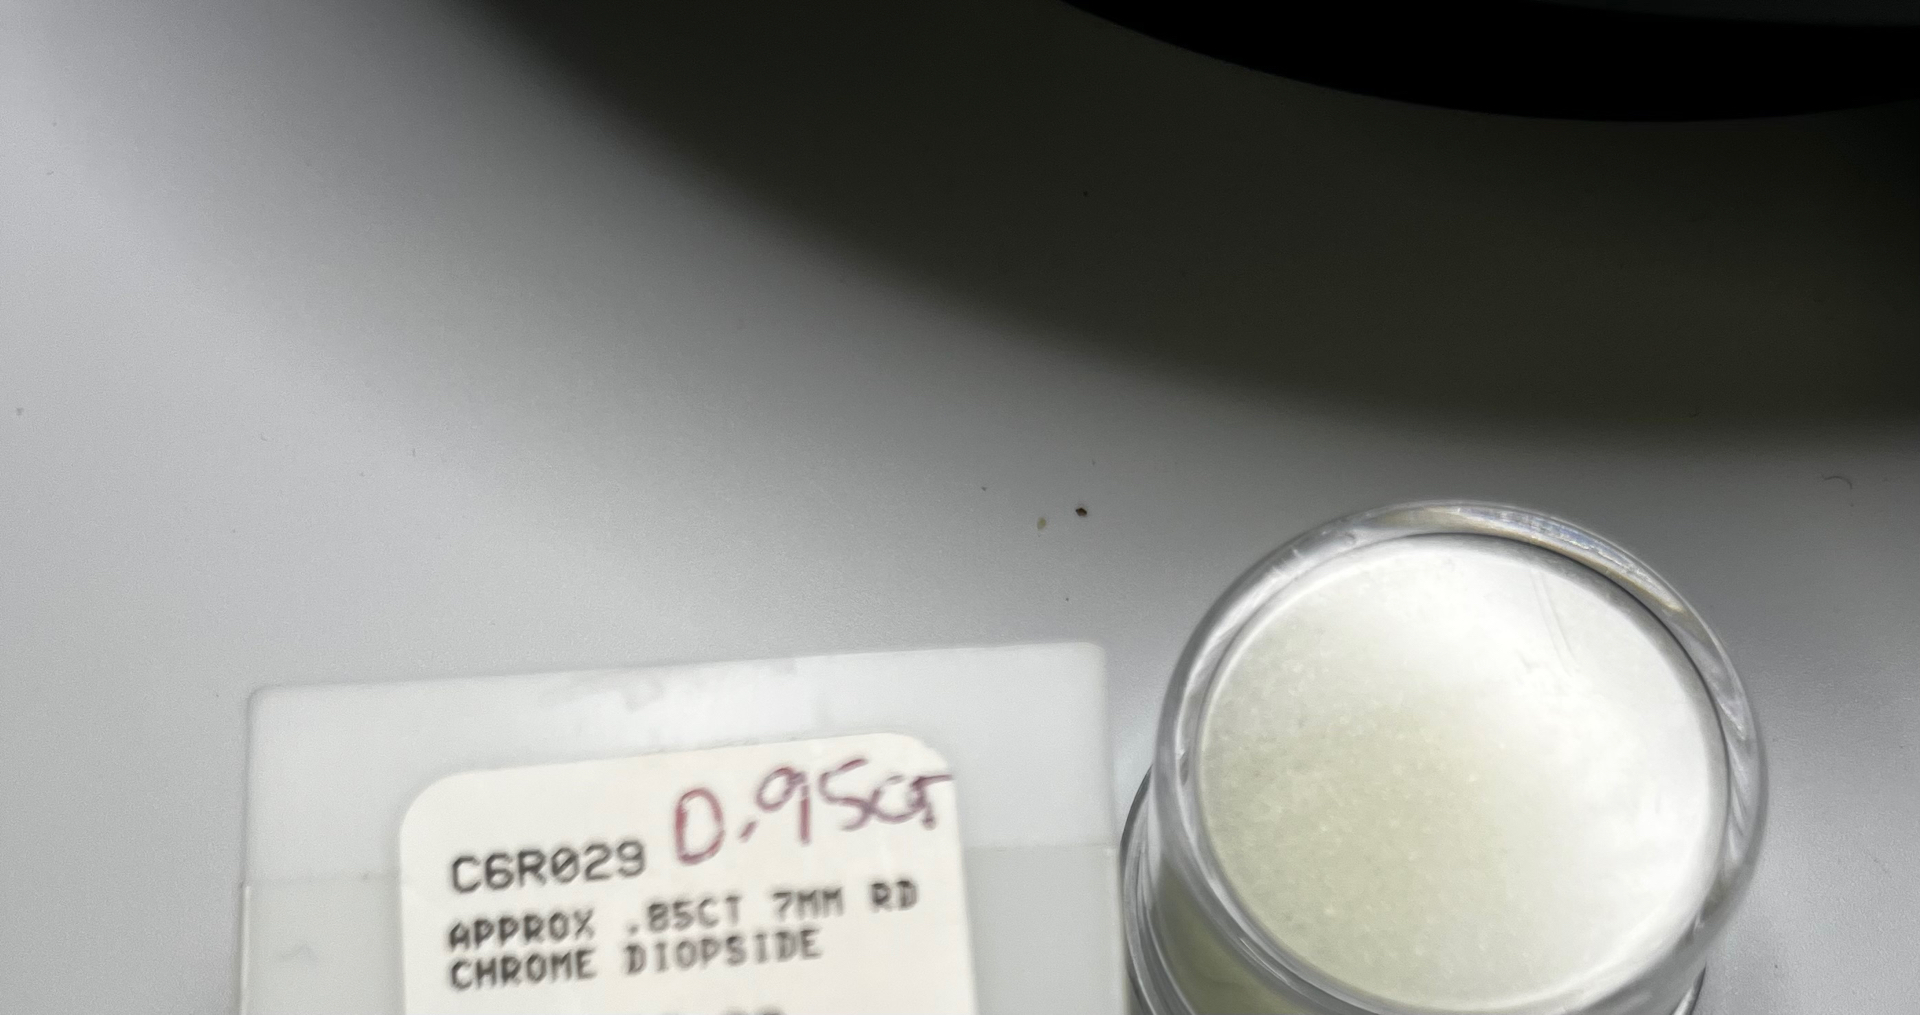 0.95ct
C6R029
APPROX .85CT 7MM RD
CHROME DIOPSIDE